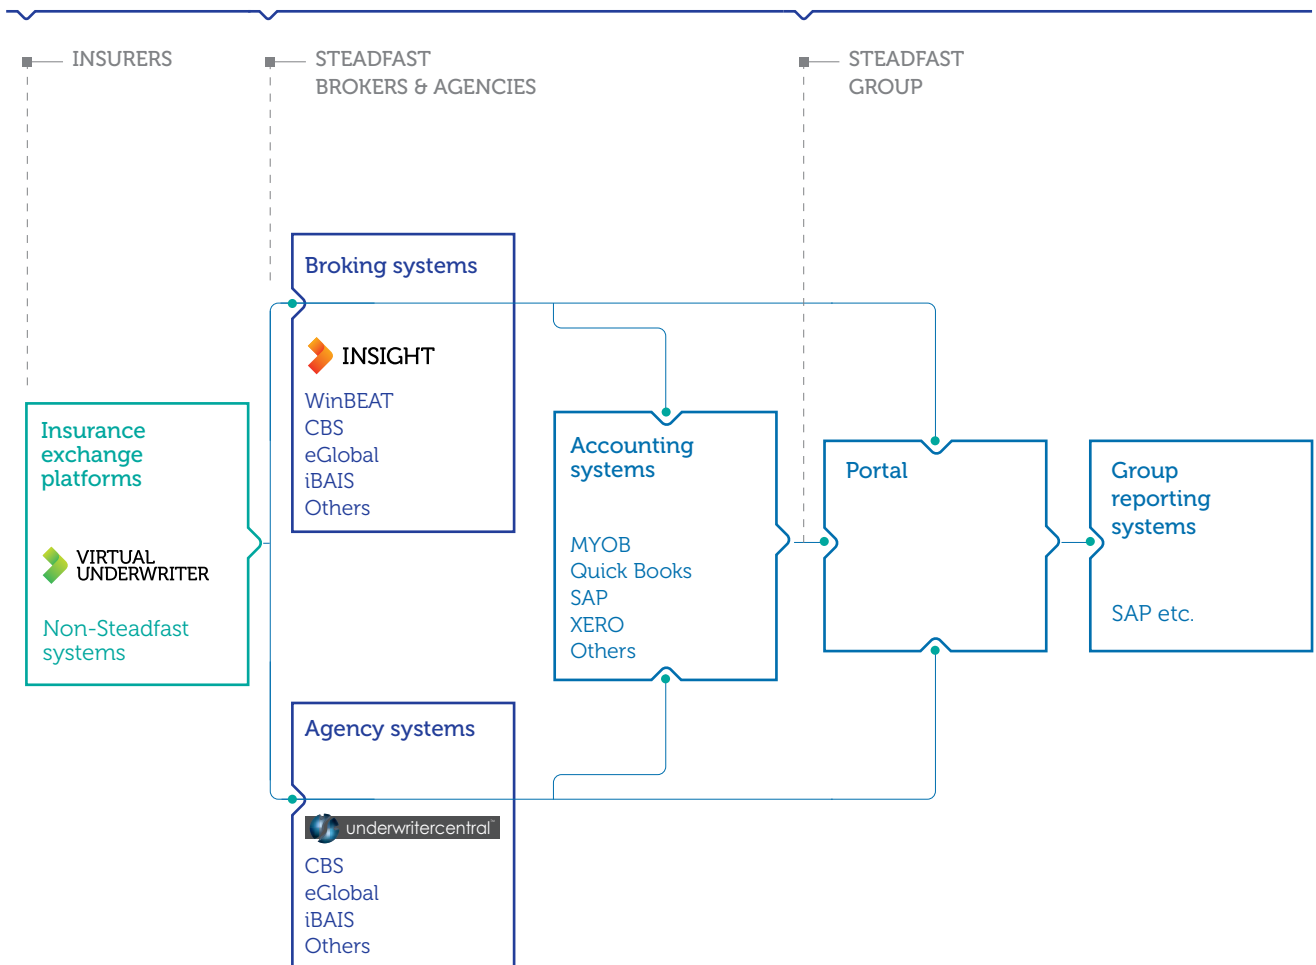 INSURERS
STEADFAST
BROKERS & AGENCIES
STEADFAST
GROUP
Broking systems
INSIGHT
WinBEAT
CBS
eGlobal
iBAIS
Others
Insurance
exchange
platforms
VIRTUAL
UNDERWRITER
Non-Steadfast
systems
Accounting
systems
MYOB
Quick Books
SAP
XERO
Others
Portal
Group
reporting
systems
SAP etc.
Agency systems
underwritercentral™
CBS
eGlobal
iBAIS
Others